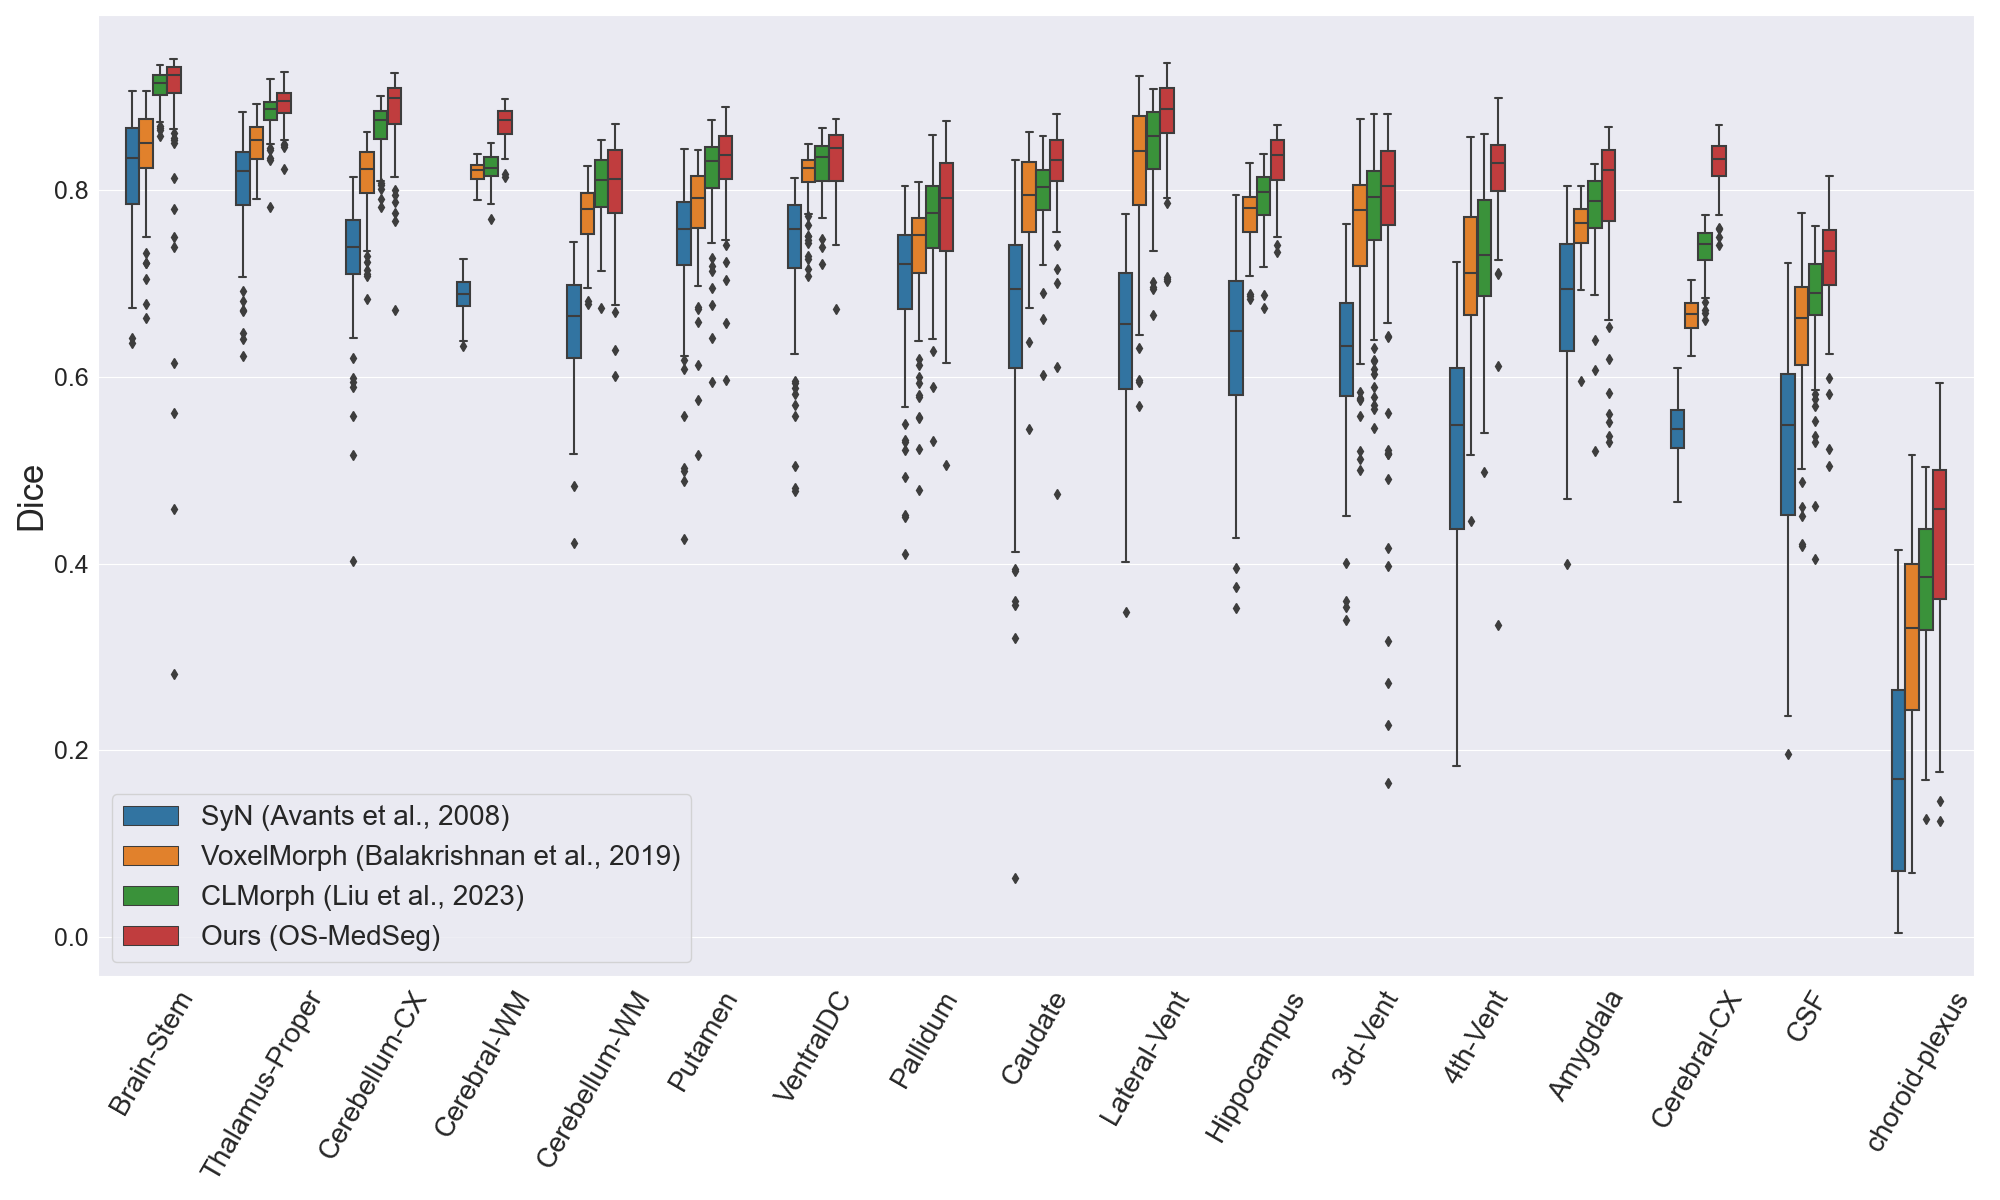 Dice
0.8
0.6
0.4
0.2
0.0
SyN (Avants et al., 2008)
VoxelMorph (Balakrishnan et al., 2019)
CLMorph (Liu et al., 2023)
Ours (OS-MedSeg)
Brain-Stem
Thalamus-Proper
Cerebellum-CX
Cerebral-WM
Cerebellum-WM
Putamen
VentralDC
Pallidum
Caudate
Lateral-Vent
Hippocampus
3rd-Vent
4th-Vent
Amygdala
Cerebral-CX
CSF
choroid-plexus